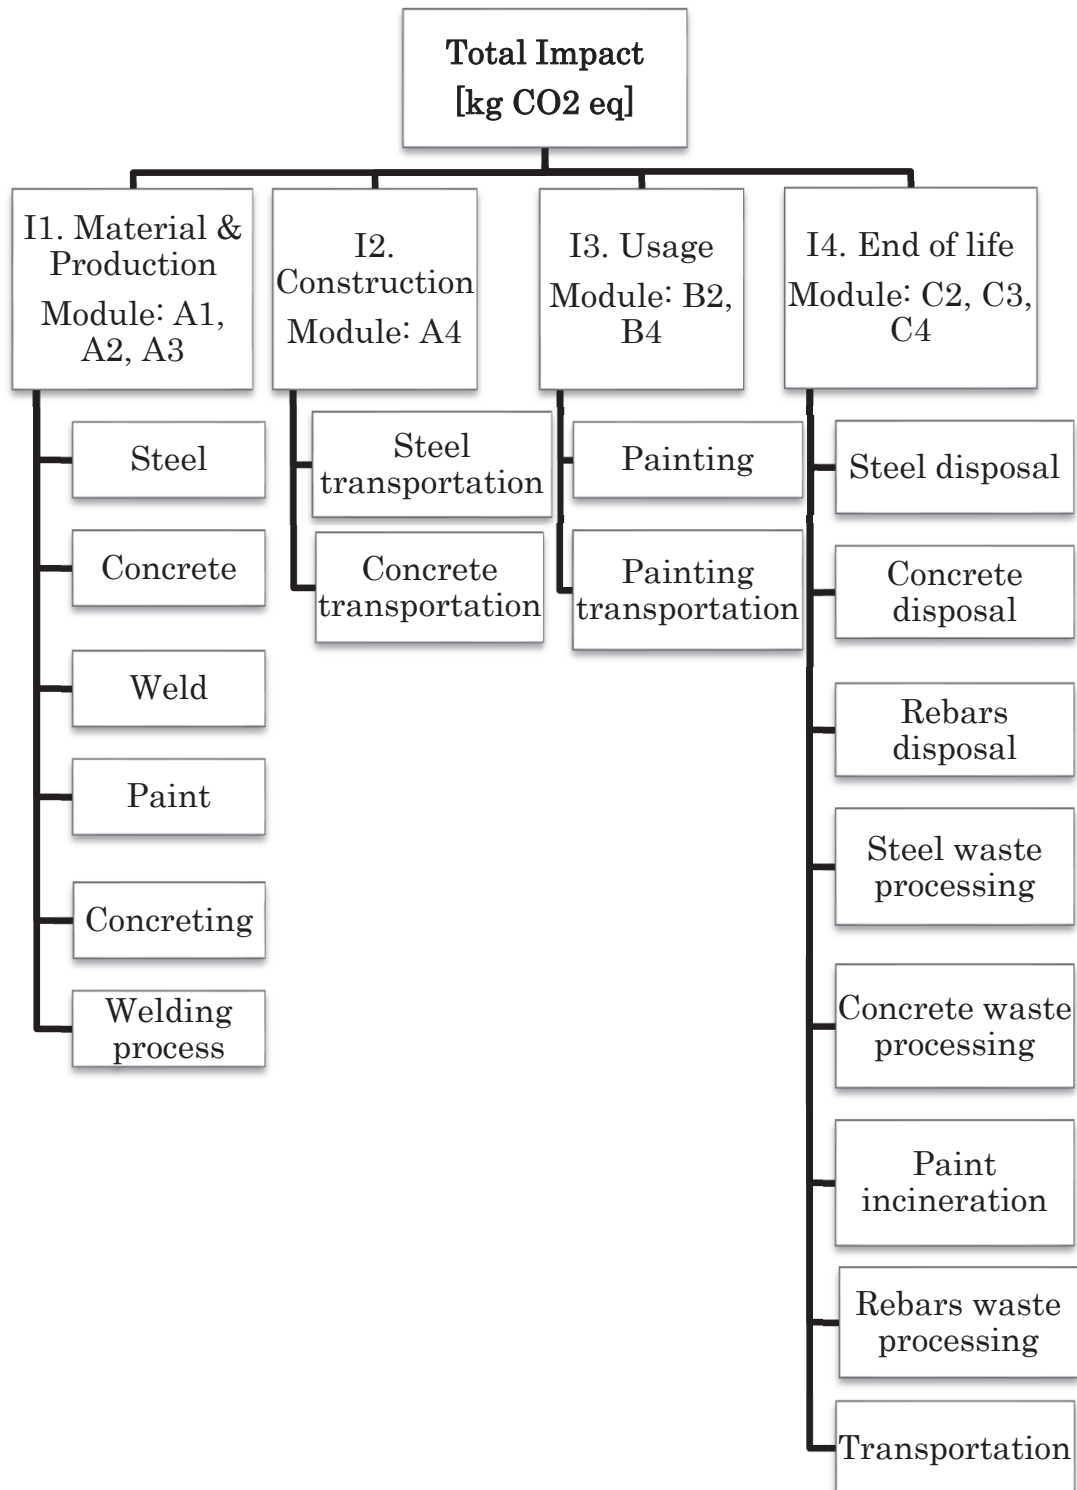 Total Impact
[kg CO2 eq]
I1. Material &
Production
Module: A1,
A2, A3
Steel
Concrete
Weld
Paint
Concreting
Welding
process
I2.
Construction
Module: A4
Steel
transportation
Concrete
transportation
I3. Usage
Module: B2,
B4
Painting
Painting
transportation
I4. End of life
Module: C2, C3,
C4
Steel disposal
Concrete
disposal
Rebars
disposal
Steel waste
processing
Concrete waste
processing
Paint
incineration
Rebars waste
processing
Transportation